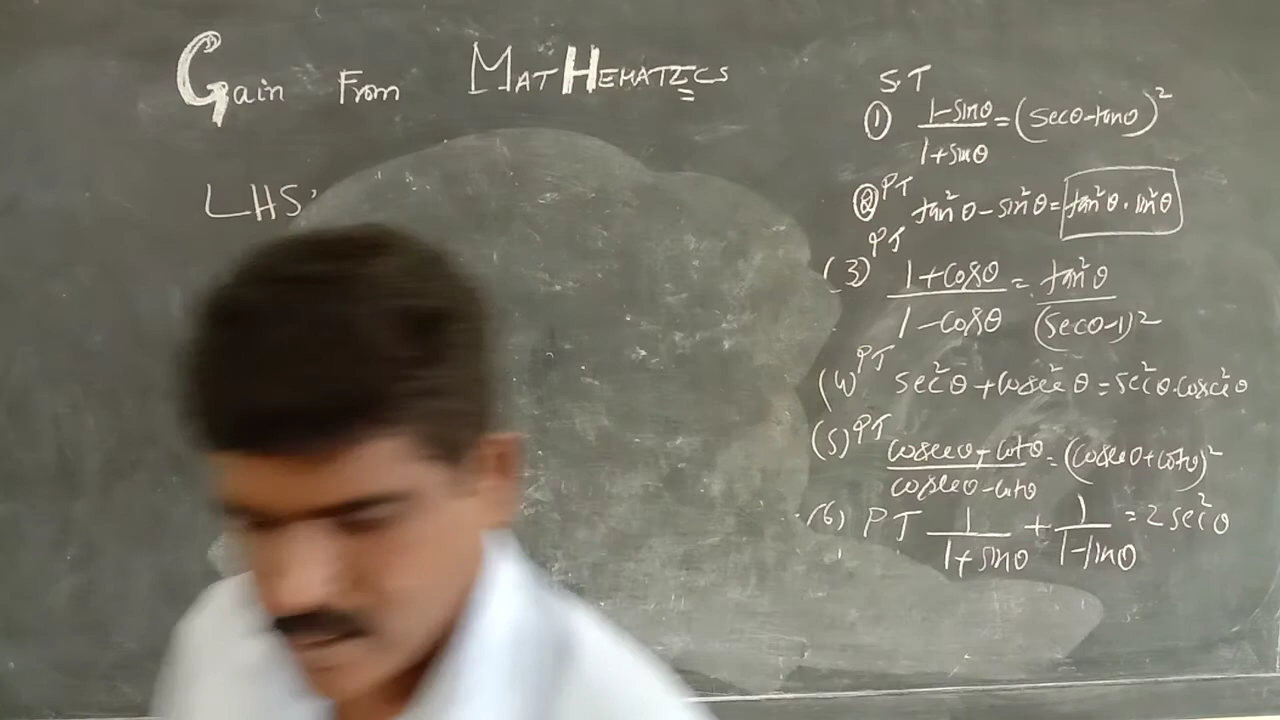 Gain From MATHEMATICS
LHS:
S.T
① 1-sinθ/1+sinθ = (secθ-tanθ)²
② PT tan²θ - sin²θ = tan²θ · sin²θ
(3) PT 1+cosθ/1-cosθ = tan²θ/(secθ-1)²
(4) PT sec²θ + cosec²θ = sec²θ.cosec²θ
(5) PT cosecθ+cotθ/cosecθ-cotθ = (cosecθ+cotθ)²
(6) PT 1/1+sinθ + 1/1-sinθ = 2sec²θ